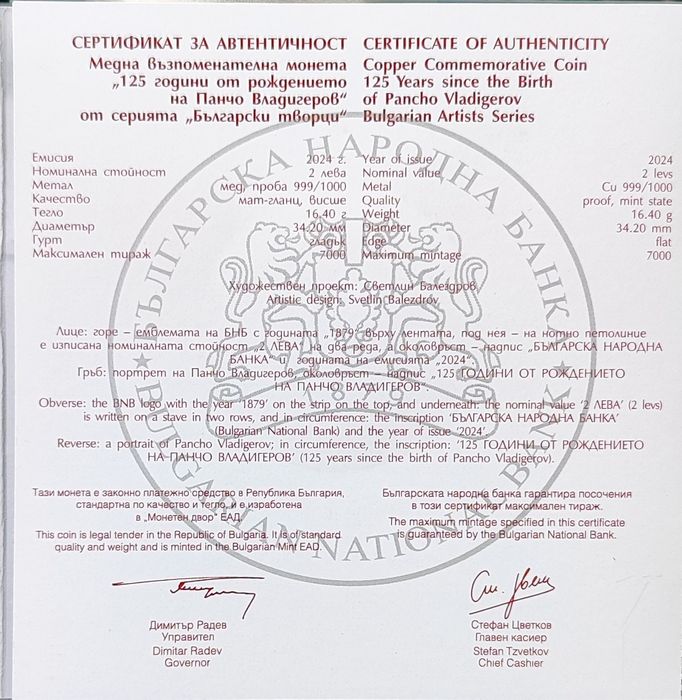 СЕРТИФИКАТ ЗА АВТЕНТИЧНОСТ
Медна възпоменателна монета
„125 години от рождението
на Панчо Владигеров“
от серията „Български творци“
CERTIFICATE OF AUTHENTICITY
Copper Commemorative Coin
125 Years since the Birth
of Pancho Vladigerov
Bulgarian Artists Series
Емисия 2024 г.
Номинална стойност 2 лева
Метал мед, проба 999/1000
Качество мат-гланц, висше
Тегло 16.40 г
Диаметър 34.20 мм
Гурт гладък
Максимален тираж 7000
Year of issue 2024
Nominal value 2 levs
Metal Cu 999/1000
Quality proof, mint state
Weight 16.40 g
Diameter 34.20 mm
Edge flat
Maximum mintage 7000
Художествен проект: Светлин Балездров
Artistic design: Svetlin Balezdrov
Лице: горе – емблемата на БНБ с годината „1879“ върху лентата, под нея – на нотно петолиние
е изписана номиналната стойност „2 ЛЕВА“ на два реда, а околовръст – надпис „БЪЛГАРСКА НАРОДНА
БАНКА“ и годината на емисията „2024“.
Гръб: портрет на Панчо Владигеров, околовръст – надпис „125 ГОДИНИ ОТ РОЖДЕНИЕТО
НА ПАНЧО ВЛАДИГЕРОВ“.
Obverse: the BNB logo with the year '1879' on the strip on the top, and underneath: the nominal value '2 ЛЕВА' (2 levs)
is written on a stave in two rows, and in circumference: the inscription 'БЪЛГАРСКА НАРОДНА БАНКА'
(Bulgarian National Bank) and the year of issue '2024'.
Reverse: a portrait of Pancho Vladigerov; in circumference, the inscription: '125 ГОДИНИ ОТ РОЖДЕНИЕТО
НА ПАНЧО ВЛАДИГЕРОВ' (125 years since the birth of Pancho Vladigerov).
БЪЛГАРСКА НАРОДНА БАНКА
BULGARIAN NATIONAL BANK
Тази монета е законно платежно средство в Република България,
стандартна по качество и тегло, и е изработена
в „Монетен двор“ ЕАД.
This coin is legal tender in the Republic of Bulgaria. It is of standard
quality and weight and is minted in the Bulgarian Mint EAD.
Българската народна банка гарантира посочения
в този сертификат максимален тираж.
The maximum mintage specified in this certificate
is guaranteed by the Bulgarian National Bank.
Димитър Радев
Управител
Dimitar Radev
Governor
Стефан Цветков
Главен касиер
Stefan Tzvetkov
Chief Cashier